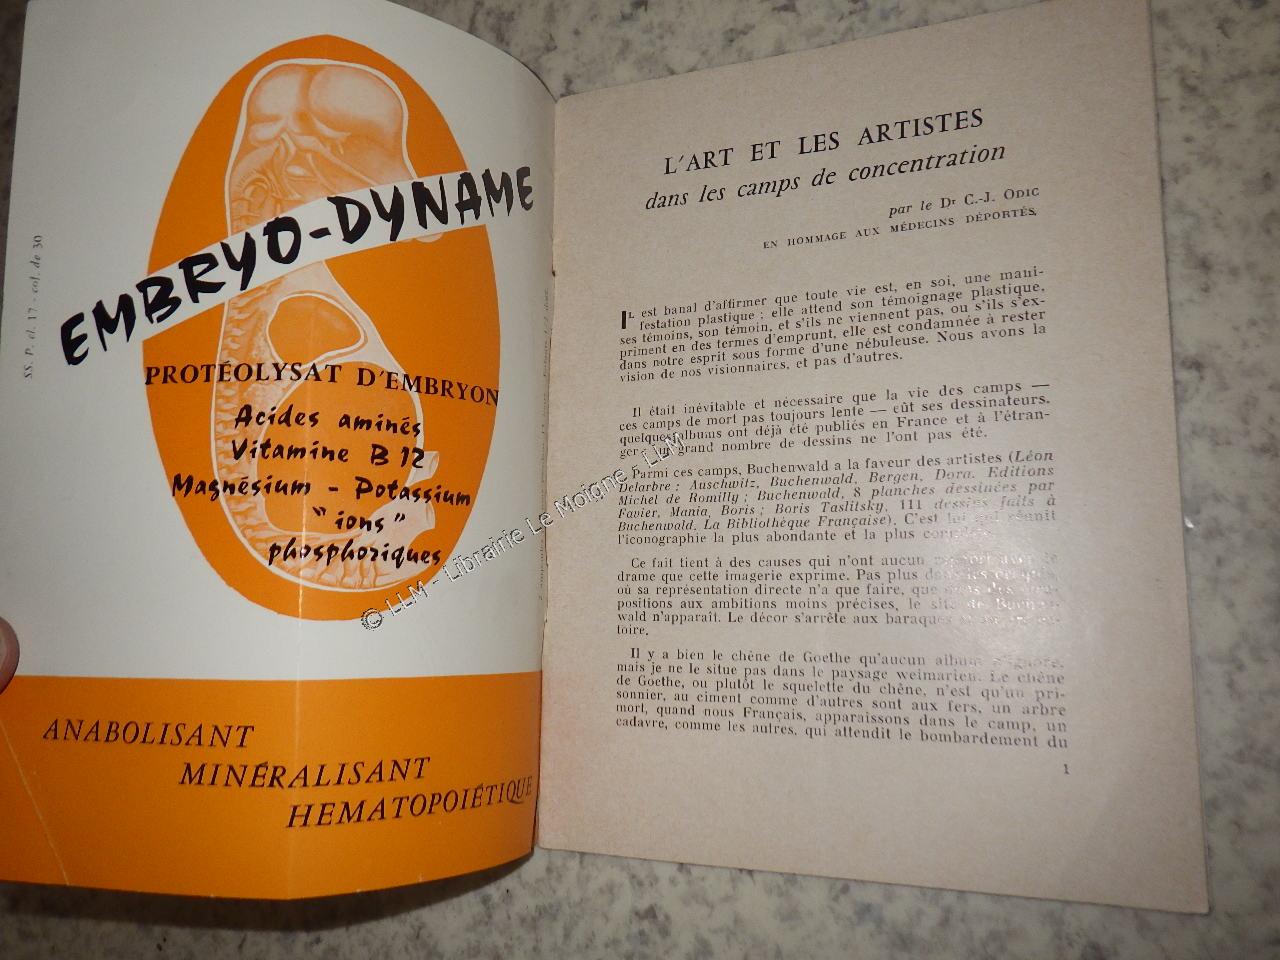 SS. P. él. 17 - col. de 30
EMBRYO-DYNAME
PROTÉOLYSAT D'EMBRYON
Acides aminés
Vitamine B 12
Magnésium - Potassium
"ions"
phosphoriques
ANABOLISANT
MINÉRALISANT
HEMATOPOIÉTIQUE
© LLM - Librairie Le Moigne - LLM
L'ART ET LES ARTISTES
dans les camps de concentration
par le Dr C.-J. ODIC
EN HOMMAGE AUX MÉDECINS DÉPORTÉS.
IL est banal d'affirmer que toute vie est, en soi, une mani-
festation plastique ; elle attend son témoignage plastique,
ses témoins, son témoin, et s'ils ne viennent pas, ou s'ils s'ex-
priment en des termes d'emprunt, elle est condamnée à rester
dans notre esprit sous forme d'une nébuleuse. Nous avons la
vision de nos visionnaires, et pas d'autres.
Il était inévitable et nécessaire que la vie des camps —
ces camps de mort pas toujours lente — eût ses dessinateurs.
quelques albums ont déjà été publiés en France et à l'étran-
ger, un grand nombre de dessins ne l'ont pas été.
Parmi ces camps, Buchenwald a la faveur des artistes (Léon
Delarbre : Auschwitz, Buchenwald, Bergen, Dora. Editions
Michel de Romilly ; Buchenwald, 8 planches dessinées par
Favier, Mania, Boris ; Boris Taslitsky, 111 dessins faits à
Buchenwald. La Bibliothèque Française). C'est lui qui réunit
l'iconographie la plus abondante et la plus
Ce fait tient à des causes qui n'ont aucun rapport avec le
drame que cette imagerie exprime. Pas plus dans les
où sa représentation directe n'a que faire, que
positions aux ambitions moins précises, le site de Buchen-
wald n'apparaît. Le décor s'arrête aux baraques
toire.
Il y a bien le chêne de Goethe qu'aucun album n'ignore,
mais je ne le situe pas dans le paysage weimarien. Le chêne
de Goethe, ou plutôt le squelette du chêne, n'est qu'un pri-
sonnier, au ciment comme d'autres sont aux fers, un arbre
mort, quand nous Français, apparaissons dans le camp, un
cadavre, comme les autres, qui attendit le bombardement du
1